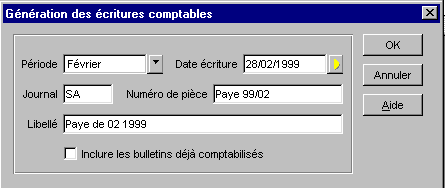 Génération des écritures comptables
OK
Période Février Date écriture 28/02/1999
Annuler
Journal SA Numéro de pièce Paye 99/02
Aide
Libellé Paye de 02 1999
Inclure les bulletins déjà comptabilisés